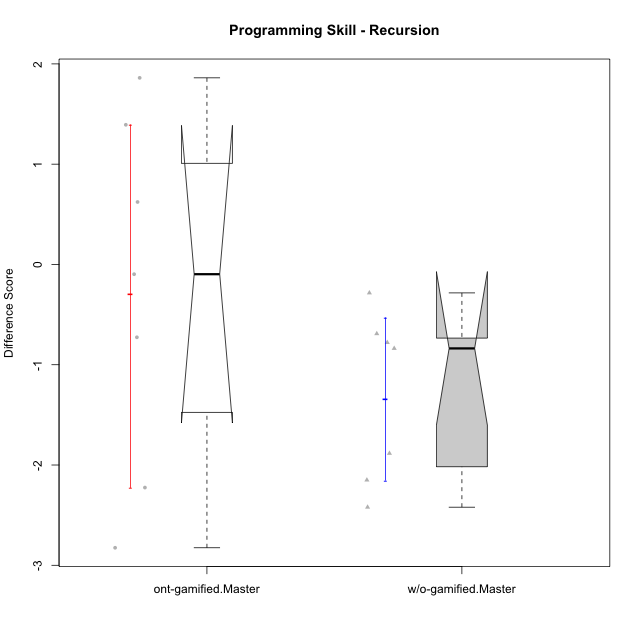 Programming Skill - Recursion
Difference Score
2
1
0
-1
-2
-3
ont-gamified.Master
w/o-gamified.Master